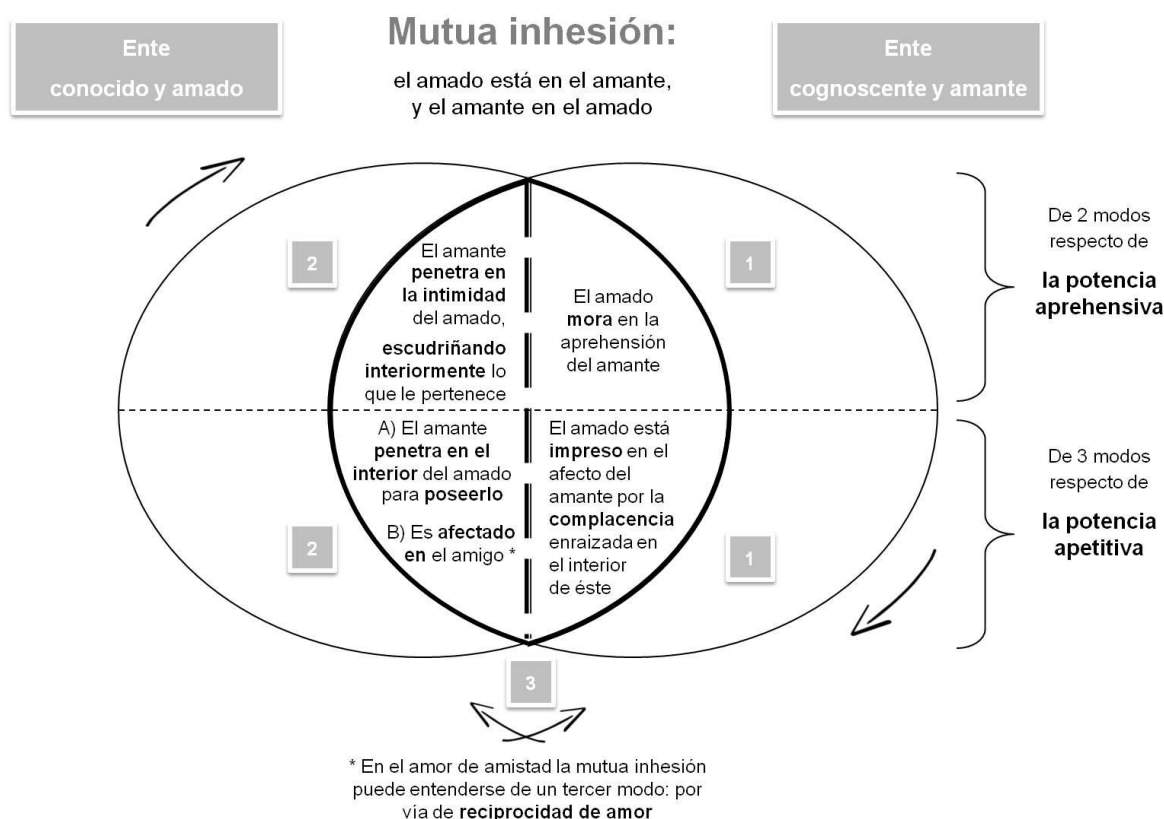 Ente
conocido y amado
Mutua inhesión:
el amado está en el amante,
y el amante en el amado
Ente
cognoscente y amante
2
El amante
penetra en
la intimidad
del amado,
escudriñando
interiormente lo
que le pertenece
El amado
mora en la
aprehensión
del amante
1
De 2 modos
respecto de
la potencia
aprehensiva
2
A) El amante
penetra en el
interior del amado
para poseerlo
B) Es afectado
en el amigo *
El amado está
impreso en el
afecto del
amante por la
complacencia
enraizada en
el interior
de éste
1
De 3 modos
respecto de
la potencia
apetitiva
3
* En el amor de amistad la mutua inhesión
puede entenderse de un tercer modo: por
vía de reciprocidad de amor